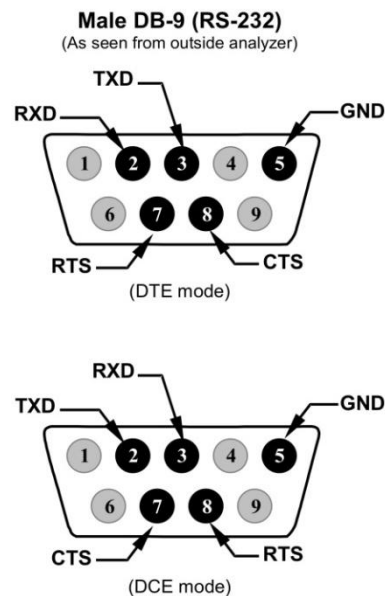 Male DB-9 (RS-232)
(As seen from outside analyzer)
TXD
RXD
GND
1 2 3 4 5
6 7 8 9
RTS
CTS
(DTE mode)
RXD
TXD
GND
1 2 3 4 5
6 7 8 9
CTS
RTS
(DCE mode)